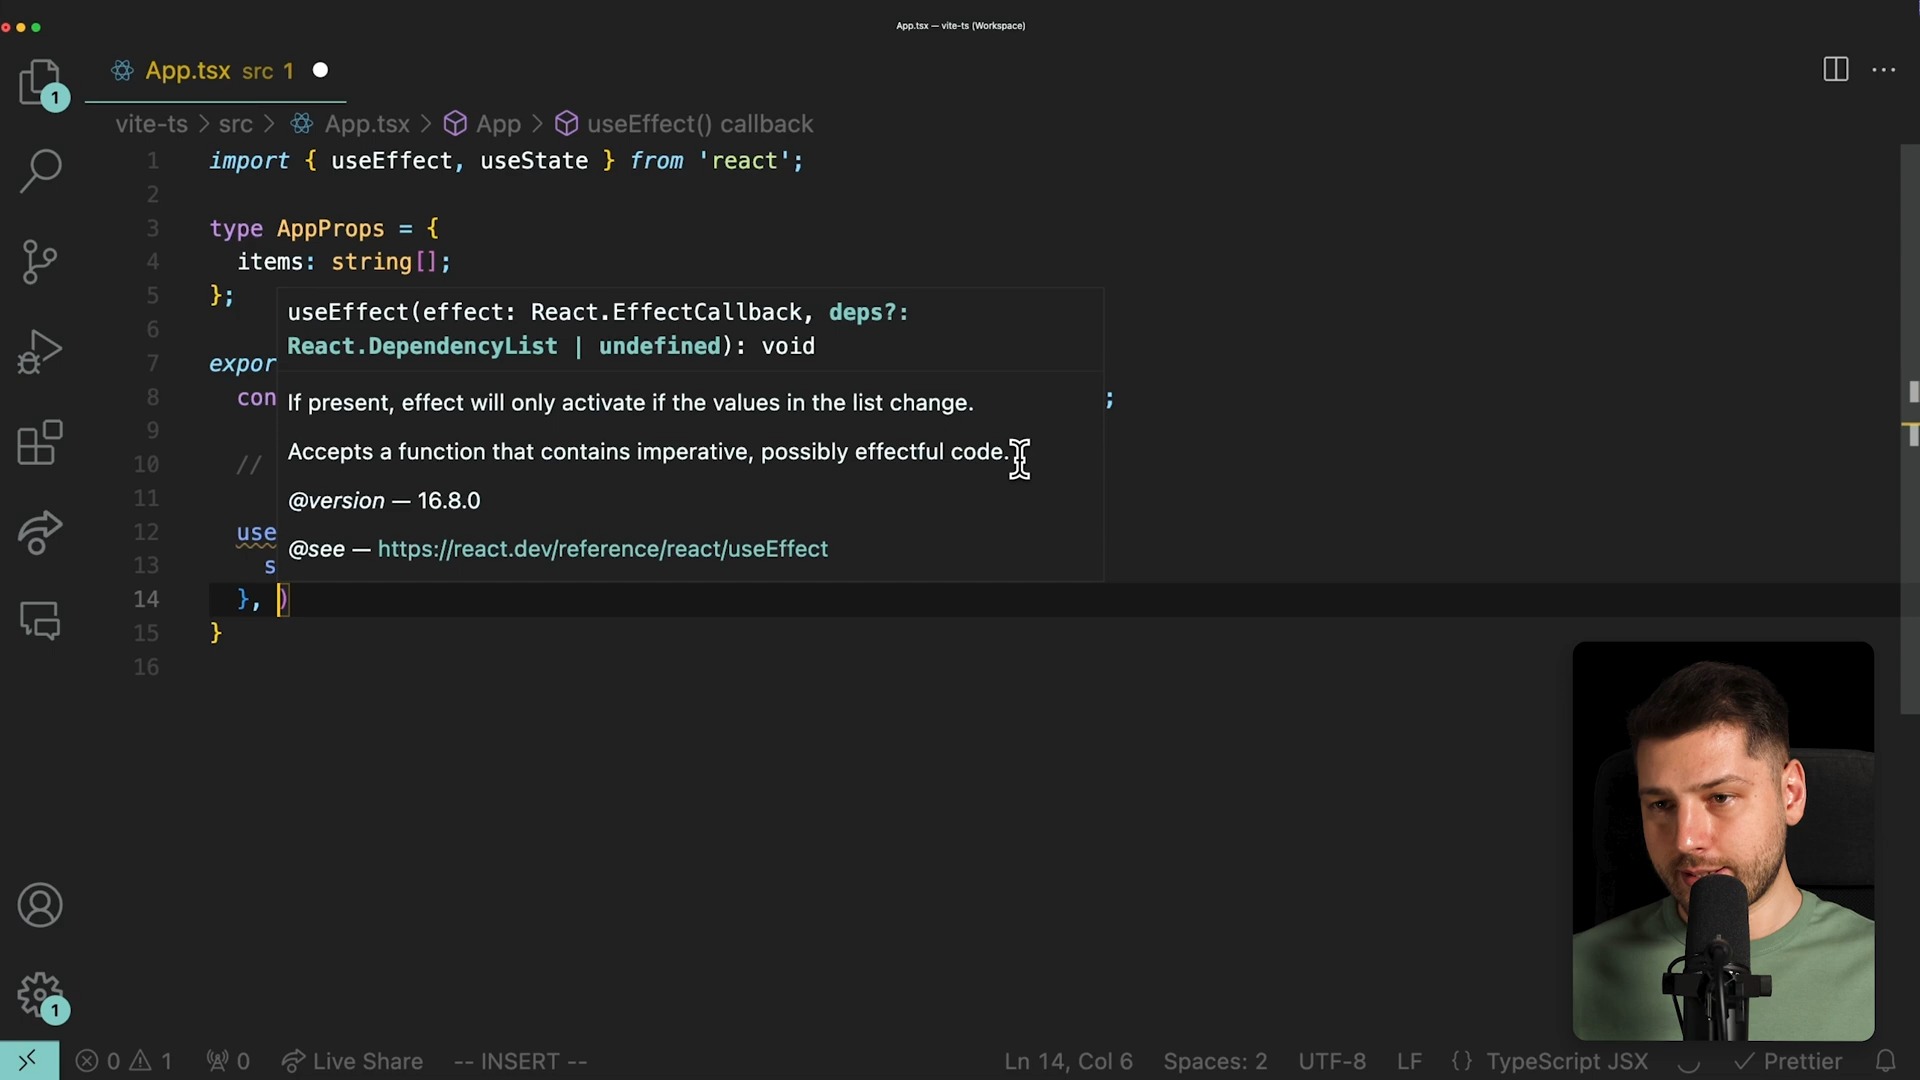 App.tsx — vite-ts (Workspace)
App.tsx src 1
1
vite-ts > src > App.tsx > App > useEffect() callback
1 import { useEffect, useState } from 'react';
2
3 type AppProps = {
4 items: string[];
5 };
useEffect(effect: React.EffectCallback, deps?:
6
React.DependencyList | undefined): void
7 expor
8 con ;
If present, effect will only activate if the values in the list change.
9
Accepts a function that contains imperative, possibly effectful code.
10 //
11
@version — 16.8.0
12 use
@see — https://react.dev/reference/react/useEffect
13 s
14 }, )
15 }
16
1
0 1 0 Live Share -- INSERT -- Ln 14, Col 6 Spaces: 2 UTF-8 LF {} TypeScript JSX Prettier